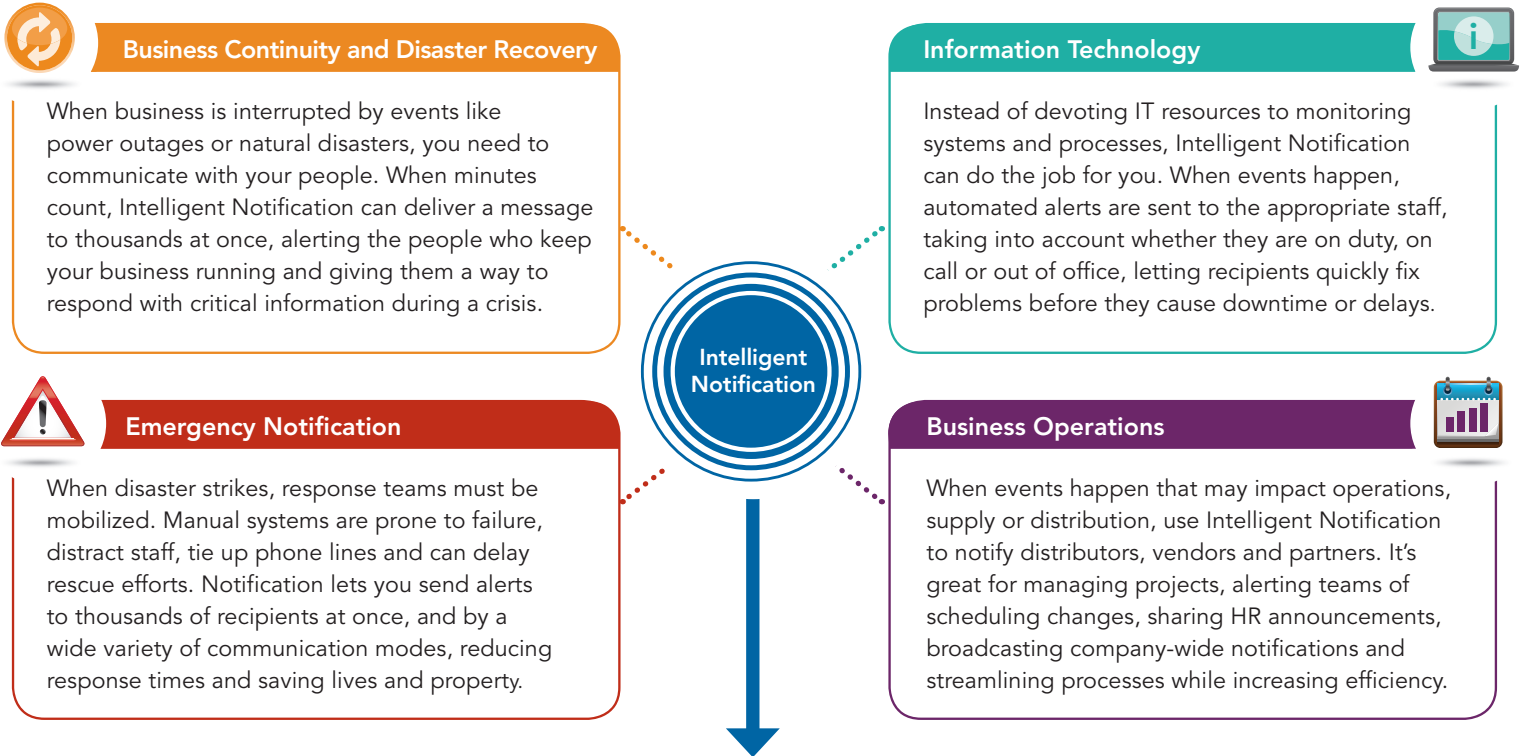 Business Continuity and Disaster Recovery
When business is interrupted by events like
power outages or natural disasters, you need to
communicate with your people. When minutes
count, Intelligent Notification can deliver a message
to thousands at once, alerting the people who keep
your business running and giving them a way to
respond with critical information during a crisis.
Information Technology
Instead of devoting IT resources to monitoring
systems and processes, Intelligent Notification
can do the job for you. When events happen,
automated alerts are sent to the appropriate staff,
taking into account whether they are on duty, on
call or out of office, letting recipients quickly fix
problems before they cause downtime or delays.
Intelligent
Notification
Emergency Notification
When disaster strikes, response teams must be
mobilized. Manual systems are prone to failure,
distract staff, tie up phone lines and can delay
rescue efforts. Notification lets you send alerts
to thousands of recipients at once, and by a
wide variety of communication modes, reducing
response times and saving lives and property.
Business Operations
When events happen that may impact operations,
supply or distribution, use Intelligent Notification
to notify distributors, vendors and partners. It’s
great for managing projects, alerting teams of
scheduling changes, sharing HR announcements,
broadcasting company-wide notifications and
streamlining processes while increasing efficiency.